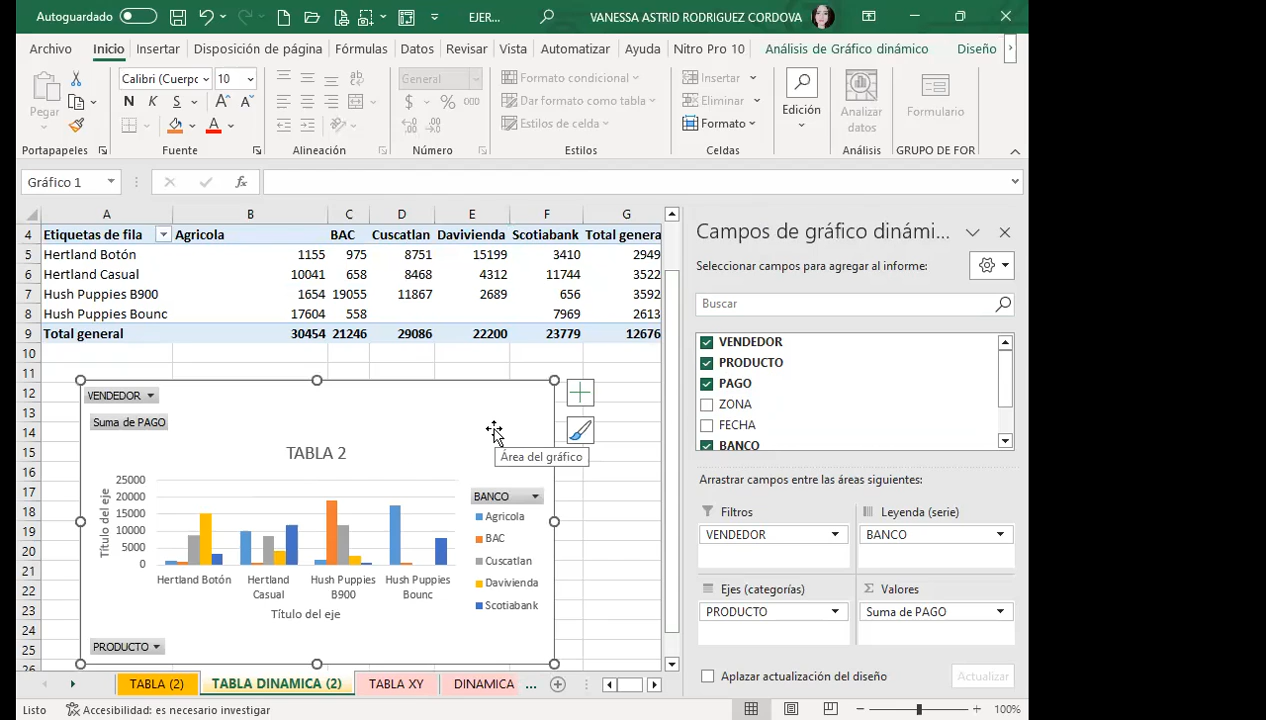 Autoguardado EJER... VANESSA ASTRID RODRIGUEZ CORDOVA
Archivo Inicio Insertar Disposición de página Fórmulas Datos Revisar Vista Automatizar Ayuda Nitro Pro 10 Análisis de Gráfico dinámico Diseño
Pegar
Calibri (Cuerpo 10
N K S
General
Formato condicional
Dar formato como tabla
Estilos de celda
Insertar
Eliminar
Formato
Edición
Analizar datos
Formulario
Portapapeles Fuente Alineación Número Estilos Celdas Análisis GRUPO DE FOR
Gráfico 1
A B C D E F G
4 Etiquetas de fila Agricola BAC Cuscatlan Davivienda Scotiabank Total genera
5 Hertland Botón 1155 975 8751 15199 3410 2949
6 Hertland Casual 10041 658 8468 4312 11744 3522
7 Hush Puppies B900 1654 19055 11867 2689 656 3592
8 Hush Puppies Bounc 17604 558 7969 2613
9 Total general 30454 21246 29086 22200 23779 12676
10
11
12
13
14
15
16
17
18
19
20
21
22
23
24
25
26
VENDEDOR
Suma de PAGO
TABLA 2
Área del gráfico
Título del eje
25000
20000
15000
10000
5000
0
Hertland Botón
Hertland Casual
Hush Puppies B900
Hush Puppies Bounc
Título del eje
BANCO
Agricola
BAC
Cuscatlan
Davivienda
Scotiabank
PRODUCTO
Campos de gráfico dinámi...
Seleccionar campos para agregar al informe:
Buscar
VENDEDOR
PRODUCTO
PAGO
ZONA
FECHA
BANCO
Arrastrar campos entre las áreas siguientes:
Filtros Leyenda (serie)
VENDEDOR BANCO
Ejes (categorías) Valores
PRODUCTO Suma de PAGO
Aplazar actualización del diseño Actualizar
TABLA (2) TABLA DINAMICA (2) TABLA XY DINAMICA ...
Listo Accesibilidad: es necesario investigar 100%